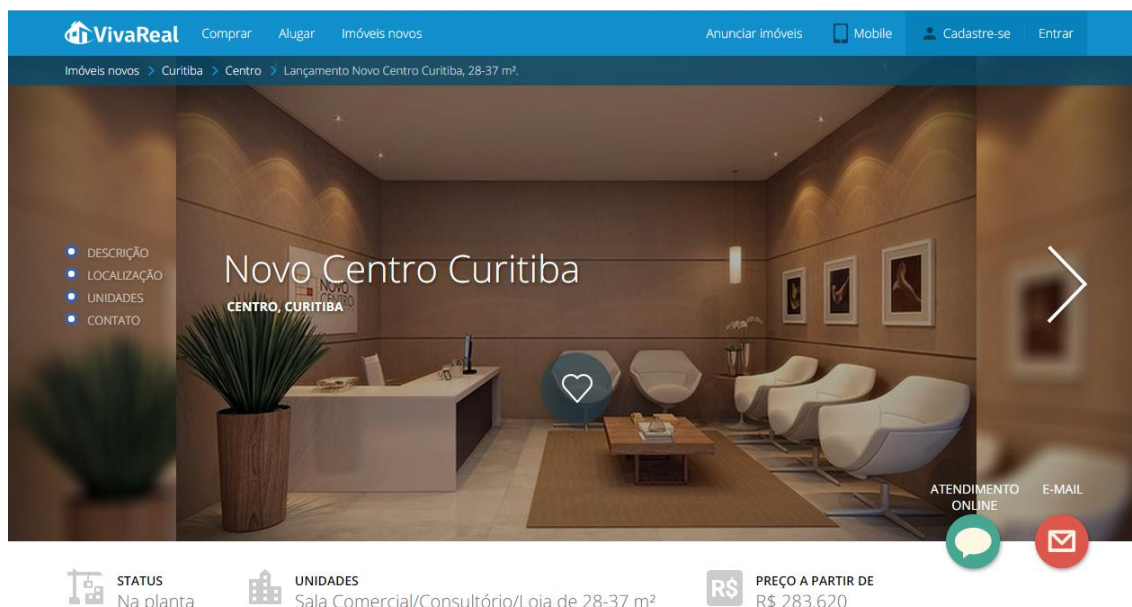 VivaReal Comprar Alugar Imóveis novos Anunciar imóveis Mobile Cadastre-se Entrar
Imóveis novos > Curitiba > Centro > Lançamento Novo Centro Curitiba, 28-37 m².
DESCRIÇÃO
LOCALIZAÇÃO
UNIDADES
CONTATO
Novo Centro Curitiba
CENTRO, CURITIBA
NOVO
CENTRO
ATENDIMENTO
ONLINE
E-MAIL
STATUS
Na planta
UNIDADES
Sala Comercial/Consultório/Loja de 28-37 m²
R$
PREÇO A PARTIR DE
R$ 283.620